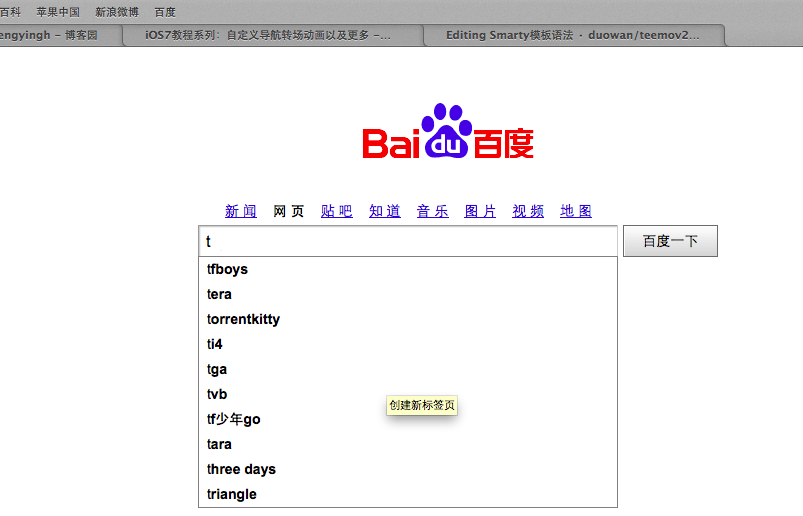 百科 苹果中国 新浪微博 百度
engyingh - 博客园 iOS7教程系列：自定义导航转场动画以及更多 -... Editing Smarty模板语法 · duowan/teemov2...
Bai du 百度
新 闻 网 页 贴 吧 知 道 音 乐 图 片 视 频 地 图
t 百度一下
tfboys
tera
torrentkitty
ti4
tga
tvb
创建新标签页
tf少年go
tara
three days
triangle